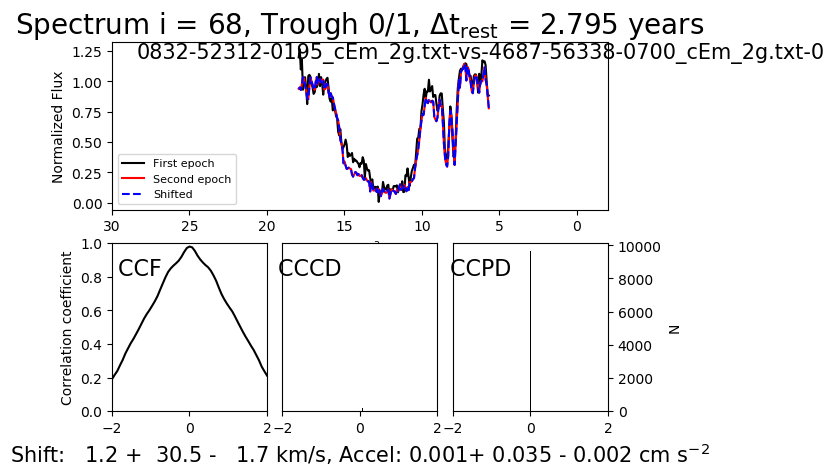 Spectrum i = 68, Trough 0/1, Δt_rest = 2.795 years
0832-52312-0195_cEm_2g.txt-vs-4687-56338-0700_cEm_2g.txt-0
Normalized Flux
1.25
1.00
0.75
0.50
0.25
0.00
First epoch
Second epoch
Shifted
30 25 20 15 10 5 0
Correlation coefficient
1.0
0.8
0.6
0.4
0.2
0.0
CCF
CCCD
CCPD
10000
8000
6000
4000
2000
0
N
−2 0 2
−2 0 2
−2 0 2
Shift: 1.2 + 30.5 - 1.7 km/s, Accel: 0.001+ 0.035 - 0.002 cm s⁻²